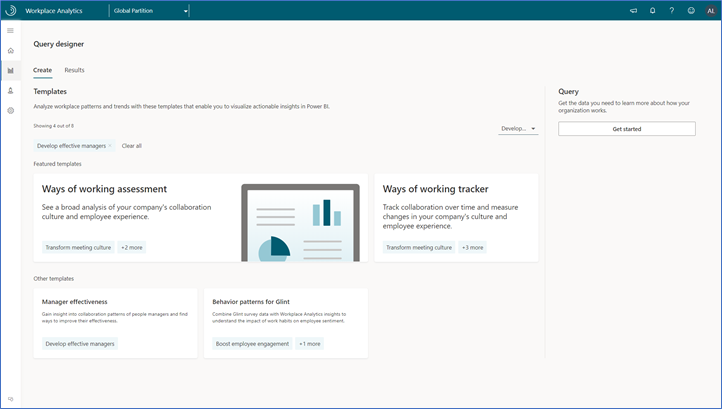 Workplace Analytics
Global Partition
?
AL
Query designer
Create
Results
Templates
Analyze workplace patterns and trends with these templates that enable you to visualize actionable insights in Power BI.
Showing 4 out of 8
Develop...
Develop effective managers
Clear all
Featured templates
Ways of working assessment
See a broad analysis of your company's collaboration
culture and employee experience.
Transform meeting culture
+2 more
Ways of working tracker
Track collaboration over time and measure
changes in your company's culture and
employee experience.
Transform meeting culture
+3 more
Other templates
Manager effectiveness
Gain insight into collaboration patterns of people managers and find
ways to improve their effectiveness.
Develop effective managers
Behavior patterns for Glint
Combine Glint survey data with Workplace Analytics insights to
understand the impact of work habits on employee sentiment.
Boost employee engagement
+1 more
Query
Get the data you need to learn more about how your
organization works.
Get started